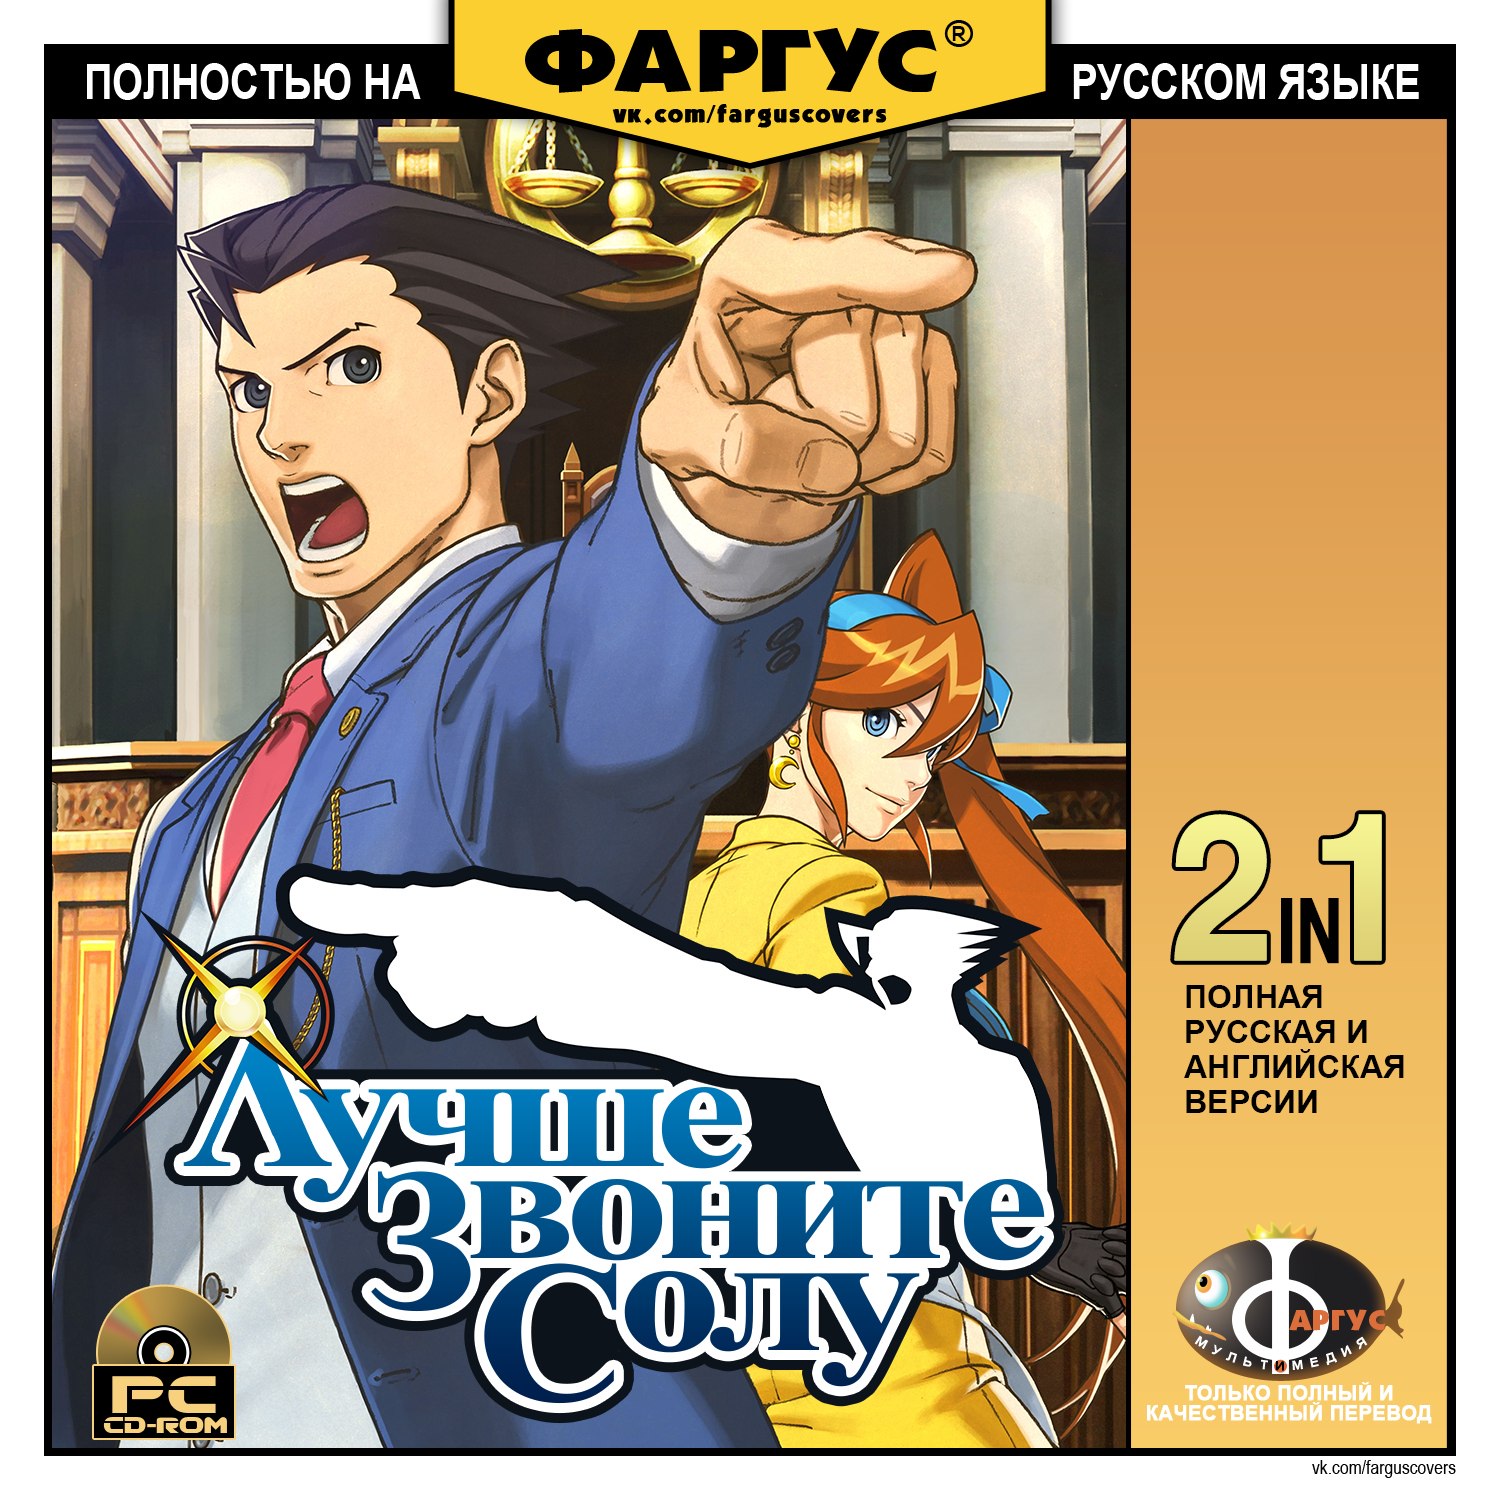 ФАРГУС®
vk.com/farguscovers
ПОЛНОСТЬЮ НА РУССКОМ ЯЗЫКЕ
Лучше
Звоните
Солу
2IN1
ПОЛНАЯ
РУССКАЯ И
АНГЛИЙСКАЯ
ВЕРСИИ
ФАРГУС
МУЛЬТИМЕДИЯ
ТОЛЬКО ПОЛНЫЙ И
КАЧЕСТВЕННЫЙ ПЕРЕВОД
PC
CD-ROM
vk.com/farguscovers